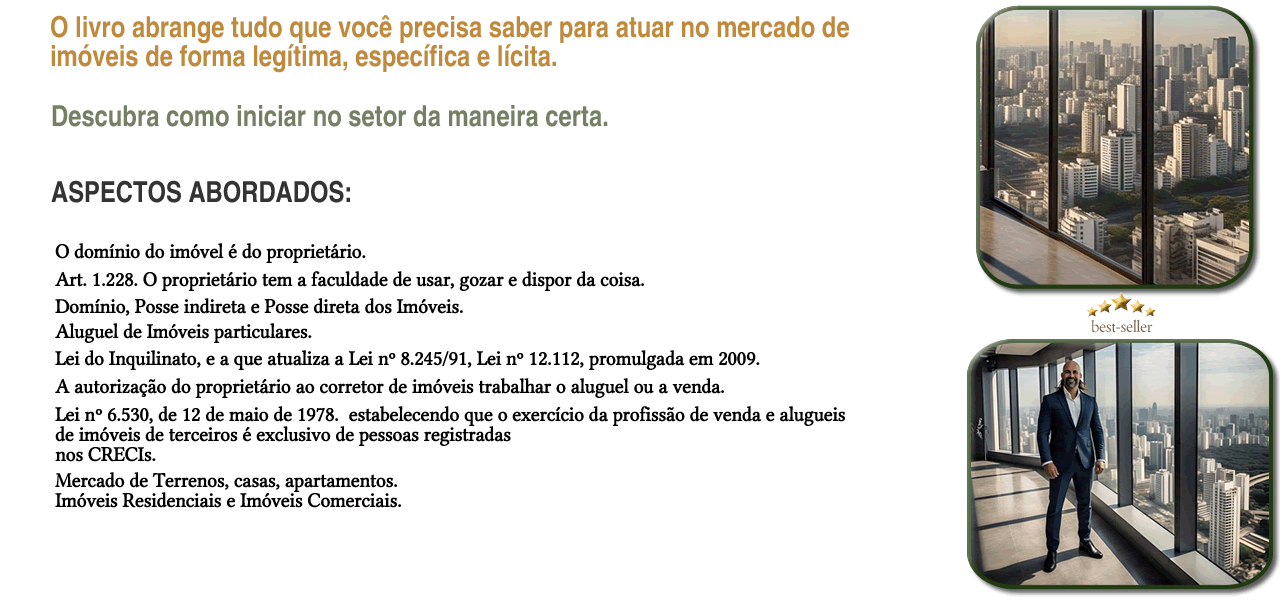 O livro abrange tudo que você precisa saber para atuar no mercado de
imóveis de forma legítima, específica e lícita.
Descubra como iniciar no setor da maneira certa.
ASPECTOS ABORDADOS:
O domínio do imóvel é do proprietário.
Art. 1.228. O proprietário tem a faculdade de usar, gozar e dispor da coisa.
Domínio, Posse indireta e Posse direta dos Imóveis.
Aluguel de Imóveis particulares.
Lei do Inquilinato, e a que atualiza a Lei nº 8.245/91, Lei nº 12.112, promulgada em 2009.
A autorização do proprietário ao corretor de imóveis trabalhar o aluguel ou a venda.
Lei nº 6.530, de 12 de maio de 1978.  estabelecendo que o exercício da profissão de venda e alugueis
de imóveis de terceiros é exclusivo de pessoas registradas
nos CRECIs.
Mercado de Terrenos, casas, apartamentos.
Imóveis Residenciais e Imóveis Comerciais.
best-seller